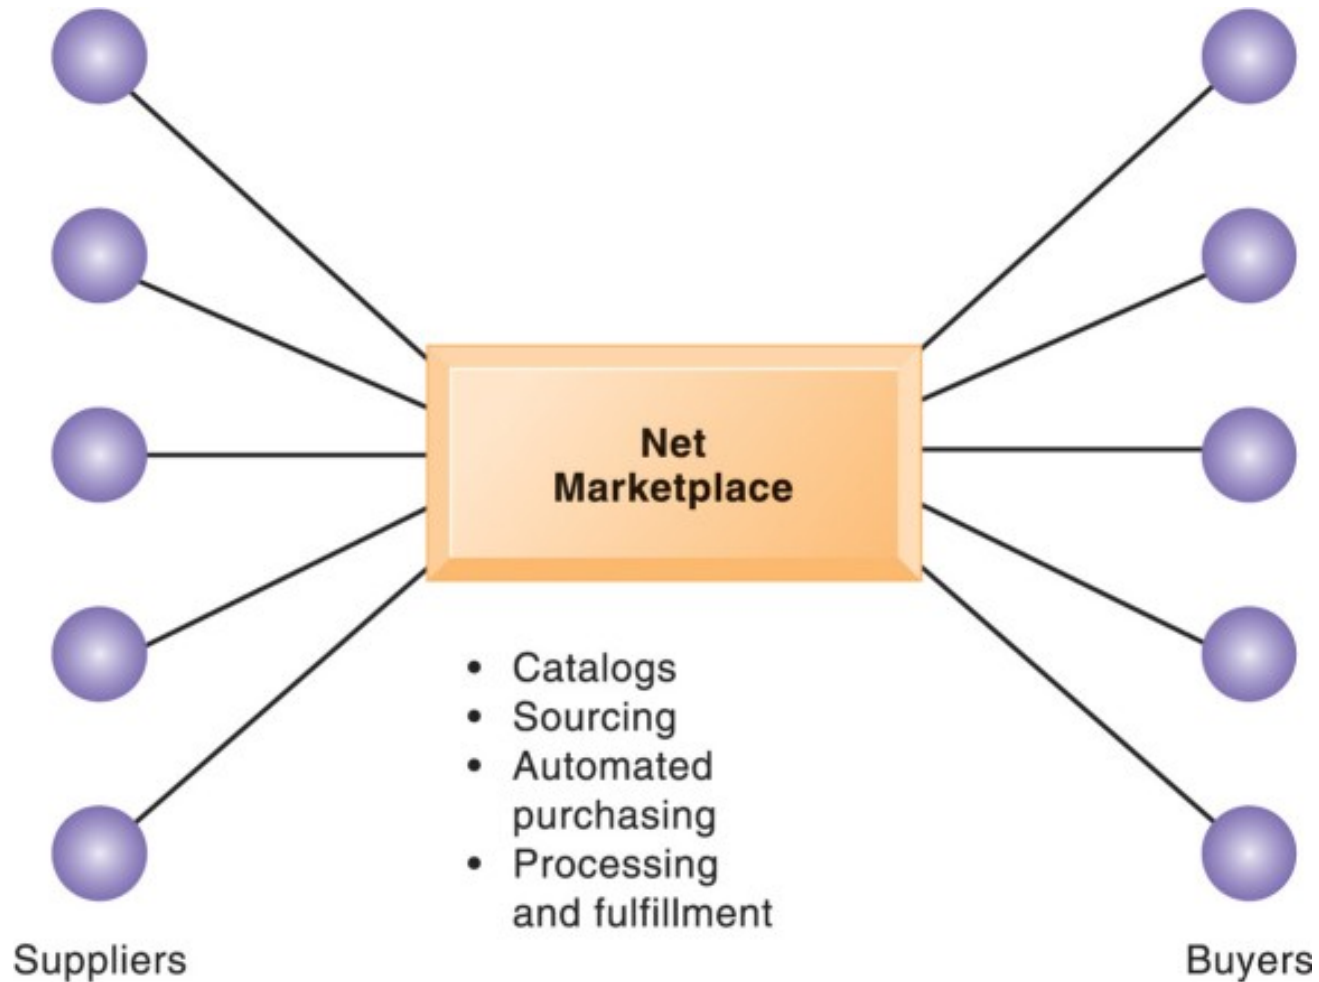 Net
Marketplace
• Catalogs
• Sourcing
• Automated
purchasing
• Processing
and fulfillment
Suppliers
Buyers